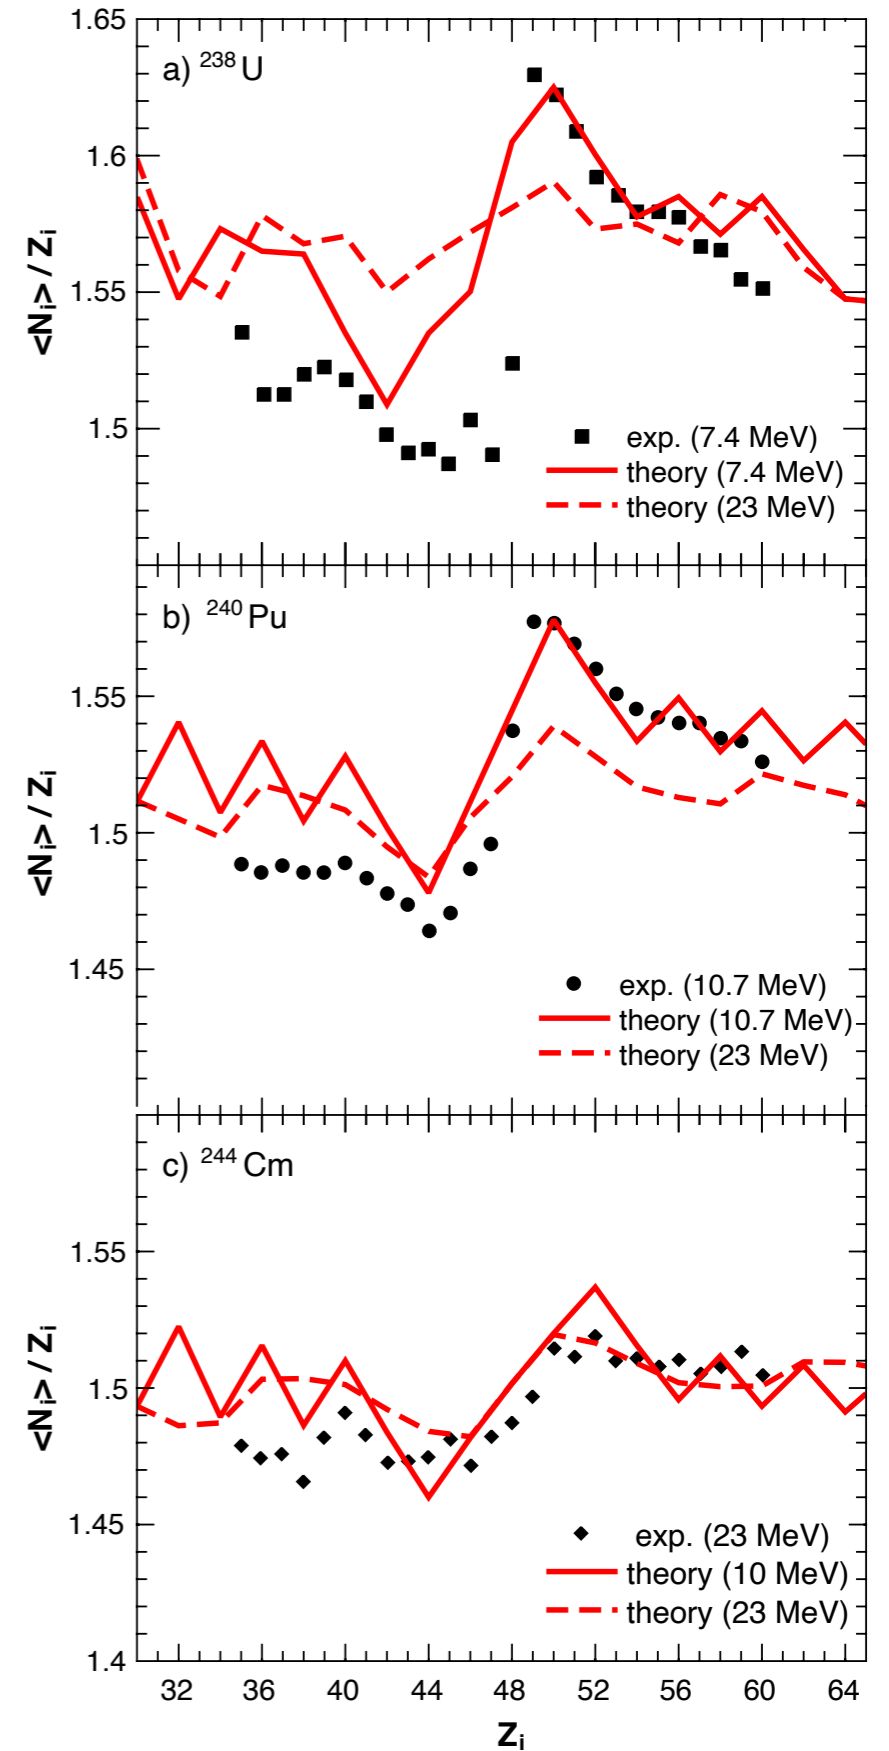 1.65
a) ²³⁸U
1.6
1.55
1.5
<Nᵢ> / Zᵢ
exp. (7.4 MeV)
theory (7.4 MeV)
theory (23 MeV)
b) ²⁴⁰Pu
1.55
1.5
1.45
<Nᵢ> / Zᵢ
exp. (10.7 MeV)
theory (10.7 MeV)
theory (23 MeV)
c) ²⁴⁴Cm
1.55
1.5
1.45
1.4
<Nᵢ> / Zᵢ
exp. (23 MeV)
theory (10 MeV)
theory (23 MeV)
32 36 40 44 48 52 56 60 64
Zᵢ